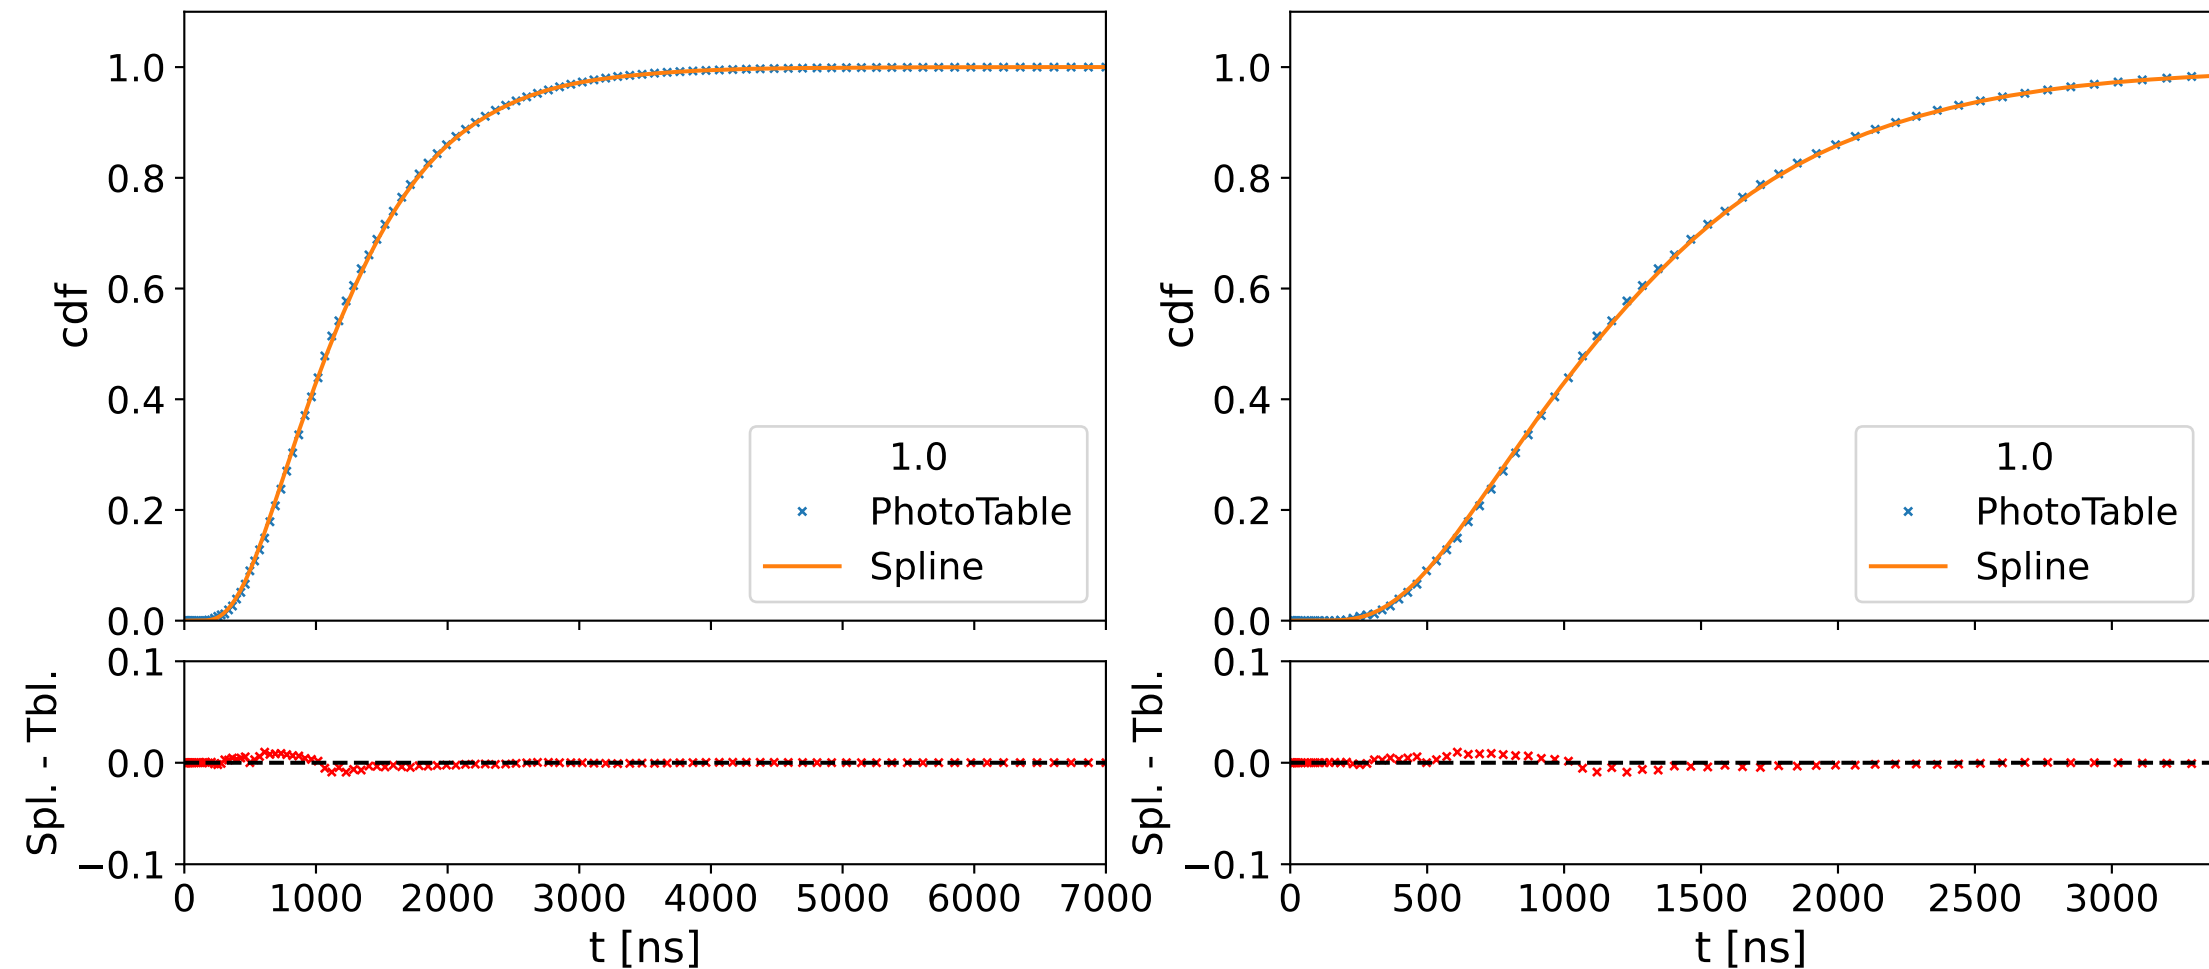 1.0
0.8
0.6
0.4
0.2
0.0
cdf
1.0
PhotoTable
Spline
0.1
0.0
−0.1
Spl. - Tbl.
0 1000 2000 3000 4000 5000 6000 7000
t [ns]
1.0
0.8
0.6
0.4
0.2
0.0
cdf
1.0
PhotoTable
Spline
0.1
0.0
−0.1
Spl. - Tbl.
0 500 1000 1500 2000 2500 3000
t [ns]